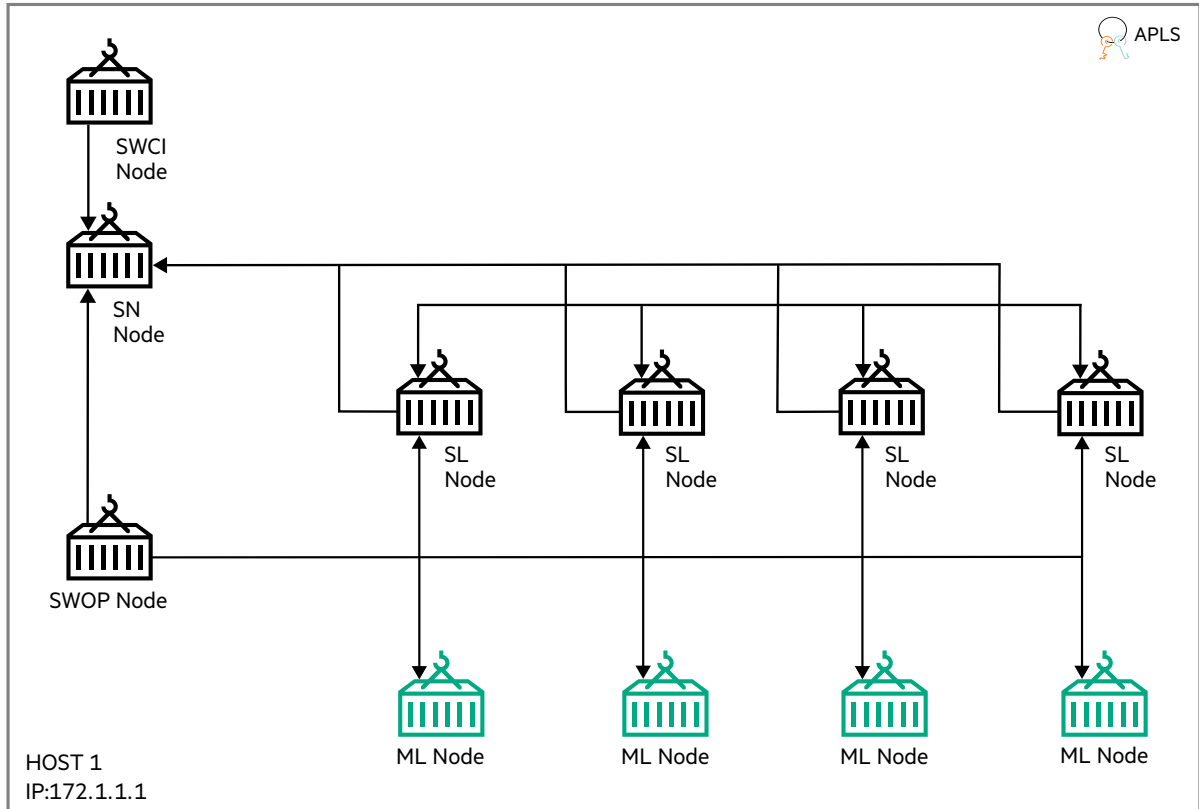 APLS
SWCI
Node
SN
Node
SL
Node
SL
Node
SL
Node
SL
Node
SWOP Node
ML Node
ML Node
ML Node
ML Node
HOST 1
IP:172.1.1.1